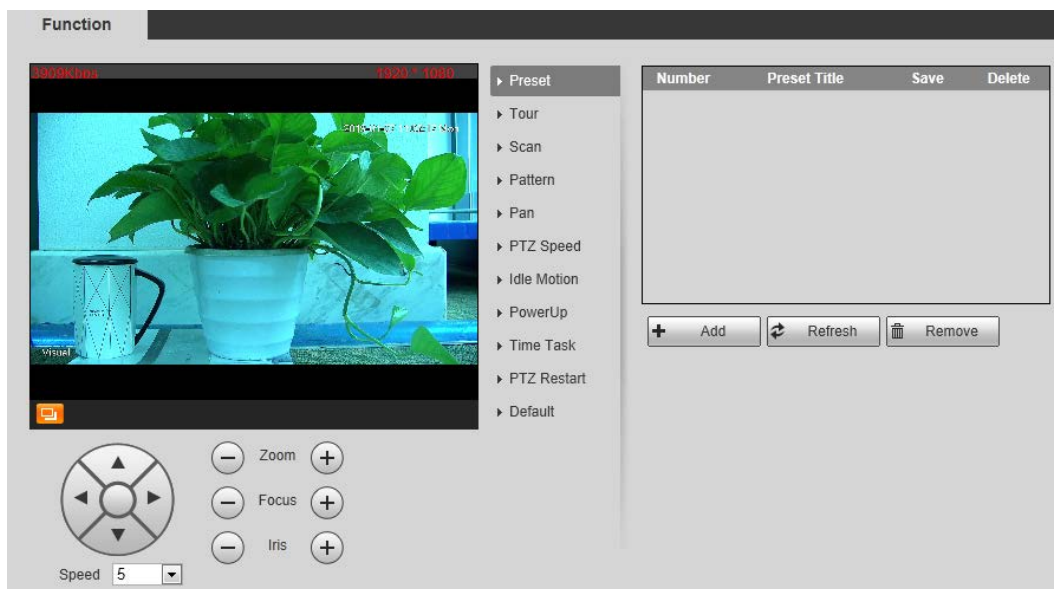 Function
3909Kbps 1920 * 1080
Visual
Preset
Tour
Scan
Pattern
Pan
PTZ Speed
Idle Motion
PowerUp
Time Task
PTZ Restart
Default
Number Preset Title Save Delete
Add Refresh Remove
Zoom
Focus
Iris
Speed 5